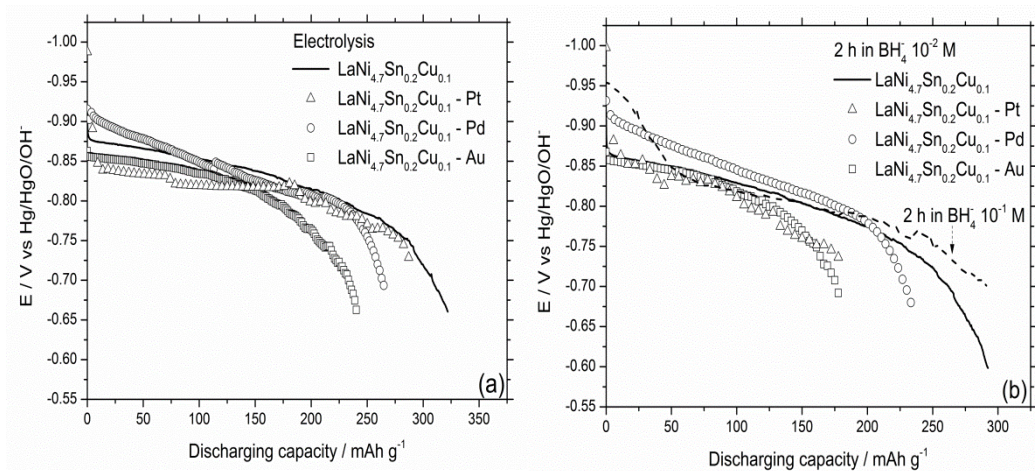 Electrolysis
LaNi4.7Sn0.2Cu0.1
LaNi4.7Sn0.2Cu0.1 - Pt
LaNi4.7Sn0.2Cu0.1 - Pd
LaNi4.7Sn0.2Cu0.1 - Au
-1.00
-0.95
-0.90
-0.85
-0.80
-0.75
-0.70
-0.65
-0.60
-0.55
E / V vs Hg/HgO/OH-
0 50 100 150 200 250 300 350
Discharging capacity / mAh g-1
(a)
2 h in BH4- 10-2 M
LaNi4.7Sn0.2Cu0.1
LaNi4.7Sn0.2Cu0.1 - Pt
LaNi4.7Sn0.2Cu0.1 - Pd
LaNi4.7Sn0.2Cu0.1 - Au
2 h in BH4- 10-1 M
-1.00
-0.95
-0.90
-0.85
-0.80
-0.75
-0.70
-0.65
-0.60
-0.55
E / V vs Hg/HgO/OH-
0 50 100 150 200 250 300
Discharging capacity / mAh g-1
(b)